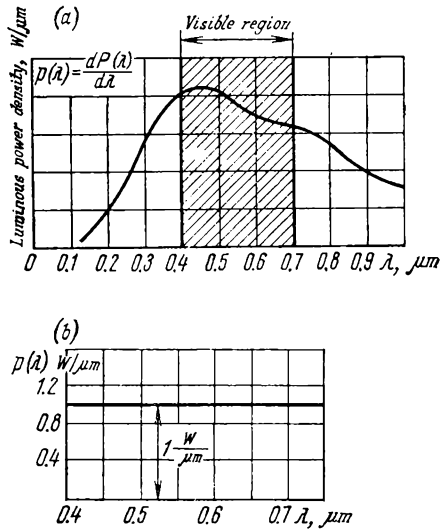 (a)
Visible region
Luminous power density, W/μm
p(λ) = dP(λ)/dλ
0 0.1 0.2 0.3 0.4 0.5 0.6 0.7 0.8 0.9 λ, μm
(b)
p(λ) W/μm
1.2
0.8
0.4
1 W/μm
0.4 0.5 0.6 0.7 λ, μm